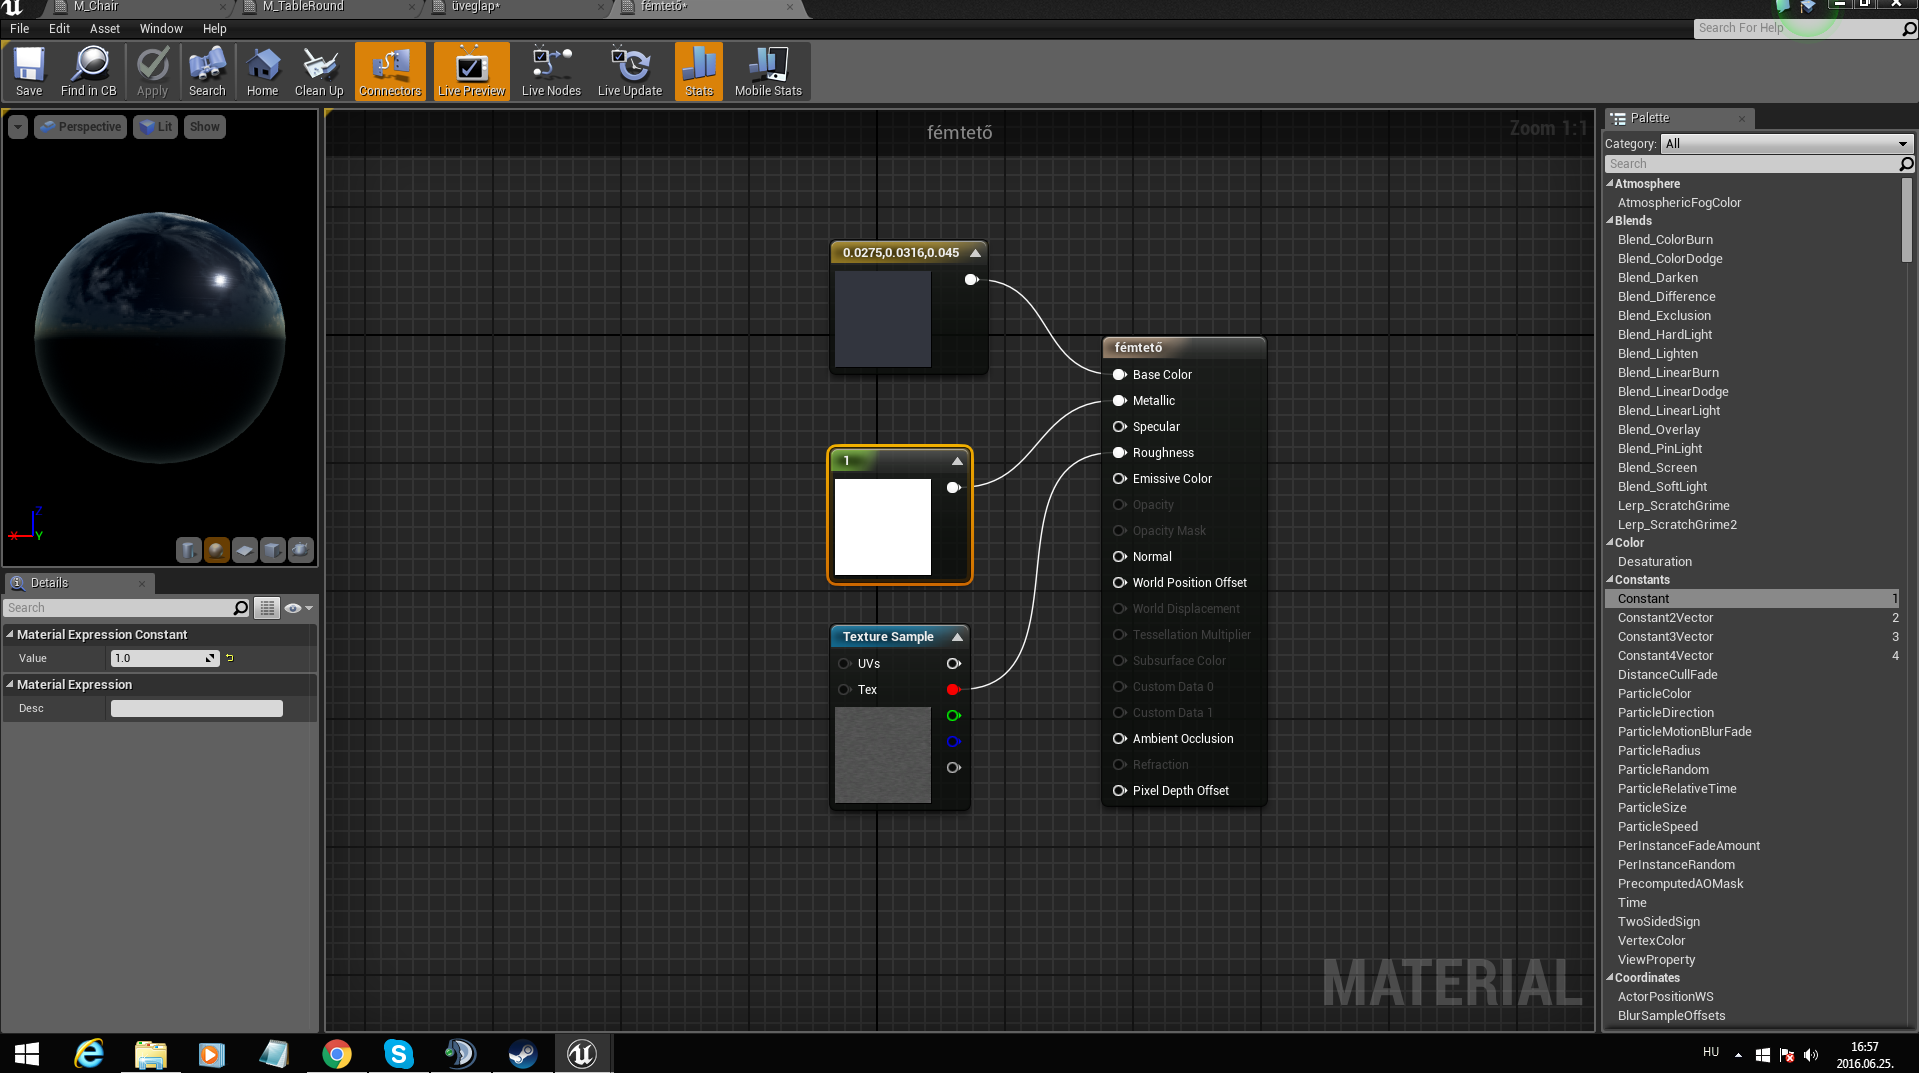 M_Chair
M_TableRound
üveglap*
fémtető*
File Edit Asset Window Help
Search For Help
Save
Find in CB
Apply
Search
Home
Clean Up
Connectors
Live Preview
Live Nodes
Live Update
Stats
Mobile Stats
Perspective
Lit
Show
Z
X
Y
Details
Search
Material Expression Constant
Value 1.0
Material Expression
Desc
fémtető
Zoom 1:1
0.0275,0.0316,0.045
1
Texture Sample
UVs
Tex
fémtető
Base Color
Metallic
Specular
Roughness
Emissive Color
Opacity
Opacity Mask
Normal
World Position Offset
World Displacement
Tessellation Multiplier
Subsurface Color
Custom Data 0
Custom Data 1
Ambient Occlusion
Refraction
Pixel Depth Offset
MATERIAL
Palette
Category: All
Search
Atmosphere
AtmosphericFogColor
Blends
Blend_ColorBurn
Blend_ColorDodge
Blend_Darken
Blend_Difference
Blend_Exclusion
Blend_HardLight
Blend_Lighten
Blend_LinearBurn
Blend_LinearDodge
Blend_LinearLight
Blend_Overlay
Blend_PinLight
Blend_Screen
Blend_SoftLight
Lerp_ScratchGrime
Lerp_ScratchGrime2
Color
Desaturation
Constants
Constant 1
Constant2Vector 2
Constant3Vector 3
Constant4Vector 4
DistanceCullFade
ParticleColor
ParticleDirection
ParticleMotionBlurFade
ParticleRadius
ParticleRandom
ParticleRelativeTime
ParticleSize
ParticleSpeed
PerInstanceFadeAmount
PerInstanceRandom
PrecomputedAOMask
Time
TwoSidedSign
VertexColor
ViewProperty
Coordinates
ActorPositionWS
BlurSampleOffsets
HU
16:57
2016.06.25.